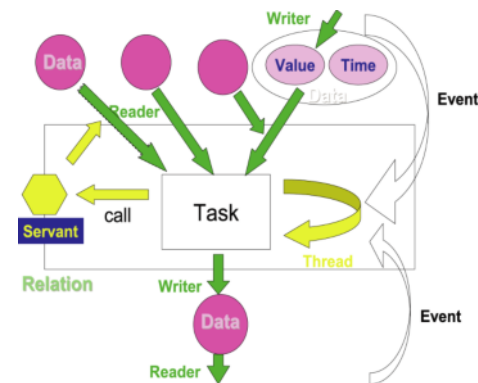 Writer
Data
Value
Time
Data
Reader
Event
call
Task
Servant
Thread
Relation
Writer
Event
Data
Reader